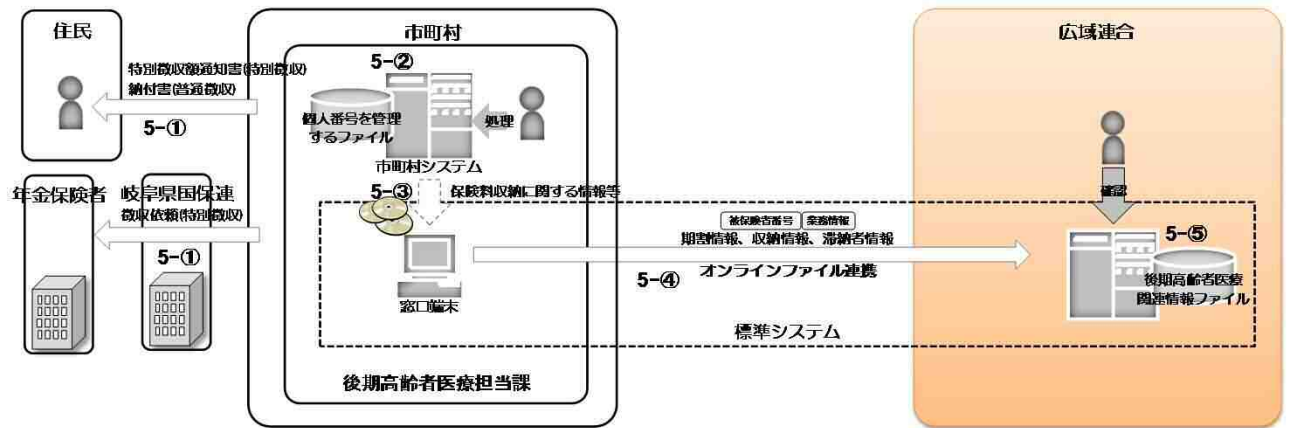 住民
特別徴収額通知書(特別徴収)
納付書(普通徴収)
5-①
年金保険者
岐阜県国保連
徴収依頼(特別徴収)
5-①
市町村
5-②
個人番号を管理
するファイル
処理
市町村システム
5-③
保険料収納に関する情報等
窓口端末
後期高齢者医療担当課
被保険者番号
業務情報
期割情報、収納情報、滞納者情報
5-④
オンラインファイル連携
標準システム
広域連合
確認
5-⑤
後期高齢者医療
関連情報ファイル